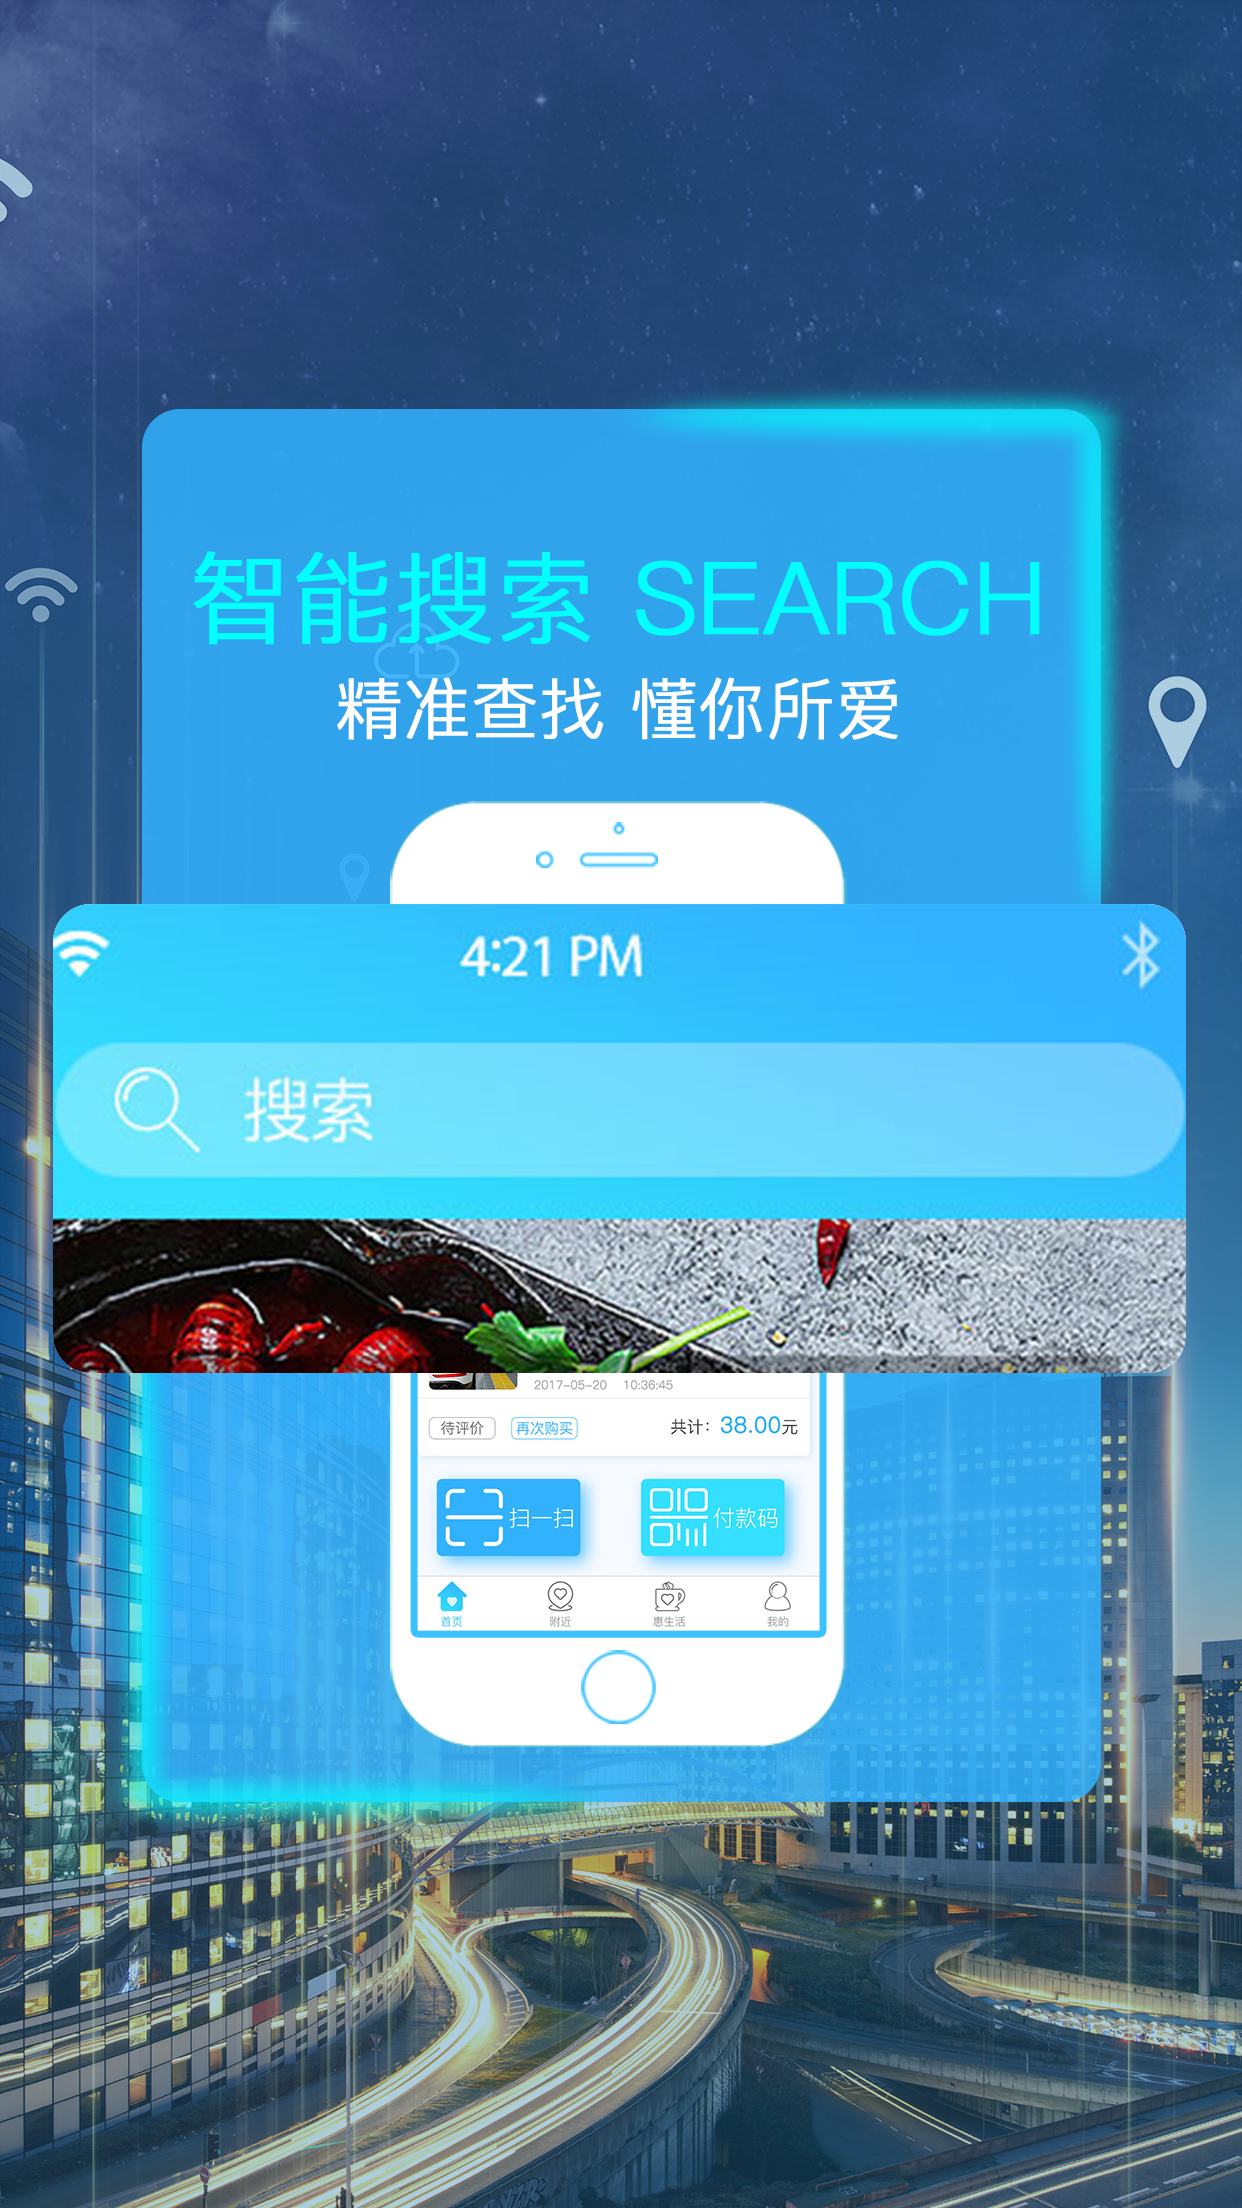 智能搜索 SEARCH
精准查找 懂你所爱
4:21 PM
搜索
2017-05-20 10:36:45
待评价 再次购买 共计：38.00元
扫一扫 付款码
首页 附近 惠生活 我的